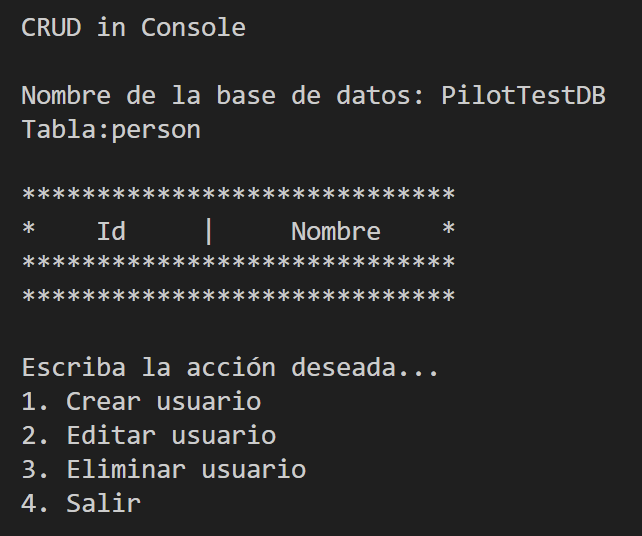 CRUD in Console
Nombre de la base de datos: PilotTestDB
Tabla:person
*****************************
*    Id     |     Nombre    *
*****************************
*****************************
Escriba la acción deseada...
1. Crear usuario
2. Editar usuario
3. Eliminar usuario
4. Salir